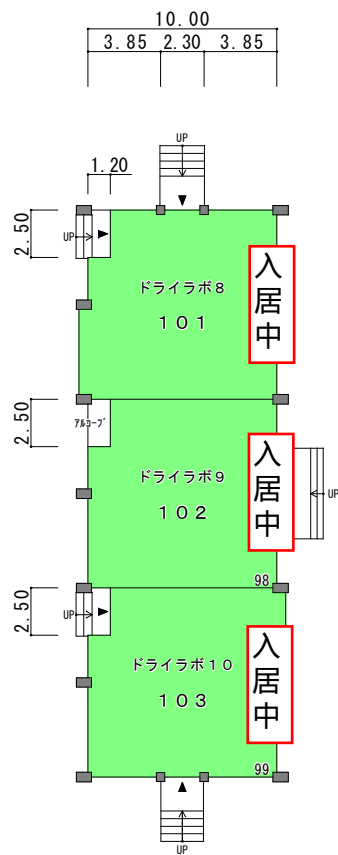 10.00
3.85 2.30 3.85
UP
1.20
2.50
UP
ドライラボ8
101
入居中
2.50
アルコーブ
ドライラボ9
102
入居中
UP
98
2.50
UP
ドライラボ10
103
入居中
99
UP